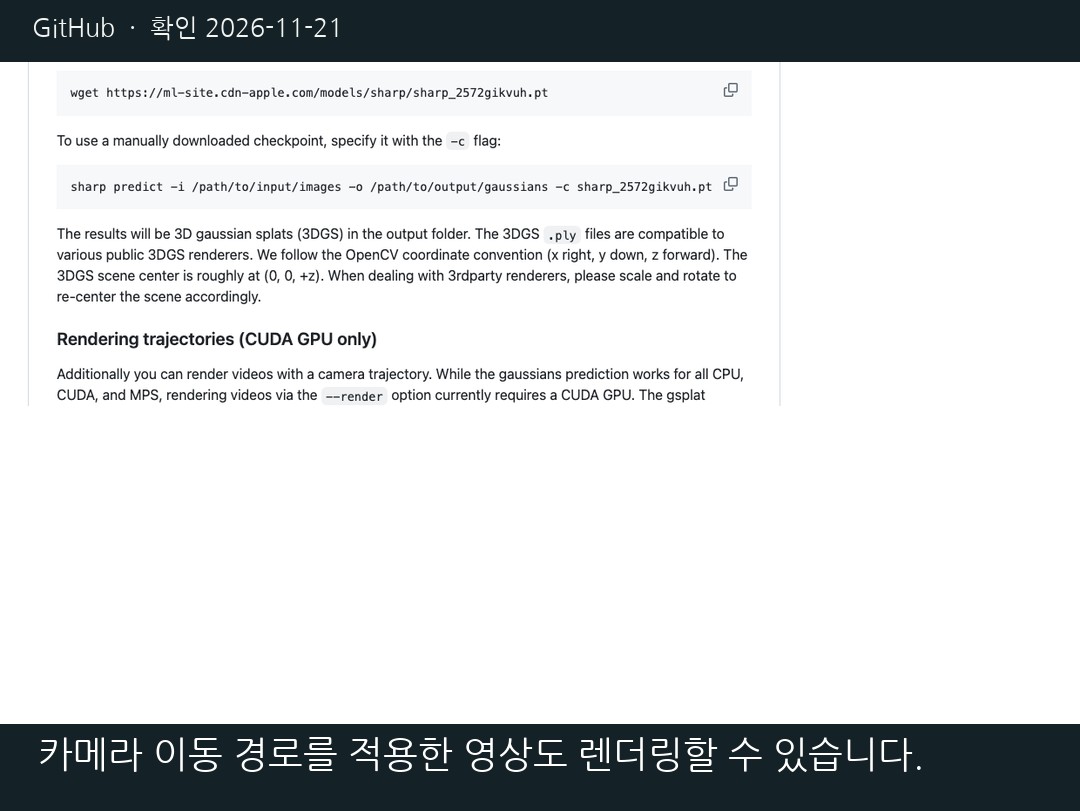 GitHub · 확인 2026-11-21
wget https://ml-site.cdn-apple.com/models/sharp/sharp_2572gikvuh.pt
To use a manually downloaded checkpoint, specify it with the -c flag:
sharp predict -i /path/to/input/images -o /path/to/output/gaussians -c sharp_2572gikvuh.pt
The results will be 3D gaussian splats (3DGS) in the output folder. The 3DGS .ply files are compatible to
various public 3DGS renderers. We follow the OpenCV coordinate convention (x right, y down, z forward). The
3DGS scene center is roughly at (0, 0, +z). When dealing with 3rdparty renderers, please scale and rotate to
re-center the scene accordingly.
Rendering trajectories (CUDA GPU only)
Additionally you can render videos with a camera trajectory. While the gaussians prediction works for all CPU,
CUDA, and MPS, rendering videos via the --render option currently requires a CUDA GPU. The gsplat
카메라 이동 경로를 적용한 영상도 렌더링할 수 있습니다.